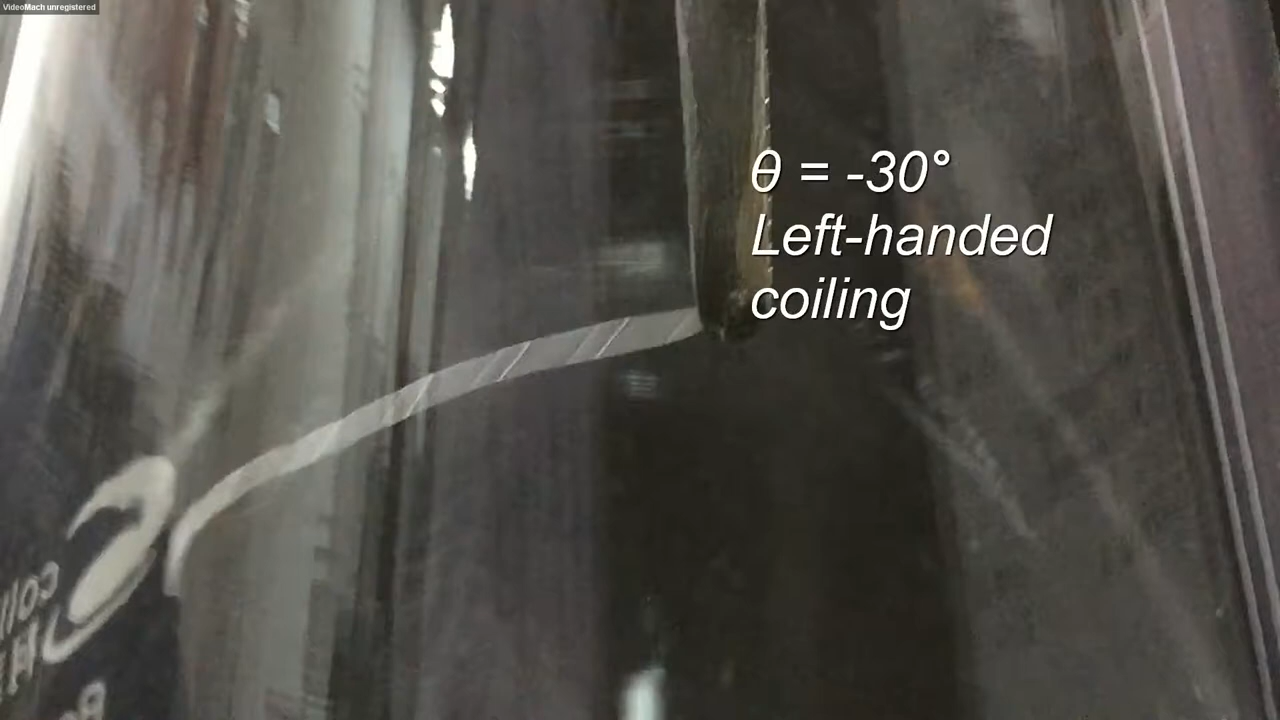 VideoMach unregistered
θ = -30°
Left-handed
coiling